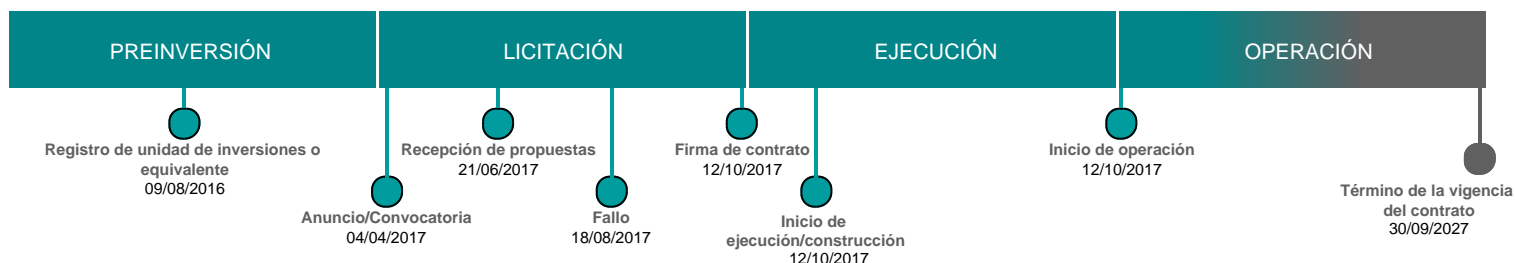 PREINVERSIÓN
LICITACIÓN
EJECUCIÓN
OPERACIÓN
Registro de unidad de inversiones o
equivalente
09/08/2016
Anuncio/Convocatoria
04/04/2017
Recepción de propuestas
21/06/2017
Fallo
18/08/2017
Firma de contrato
12/10/2017
Inicio de
ejecución/construcción
12/10/2017
Inicio de operación
12/10/2017
Término de la vigencia
del contrato
30/09/2027